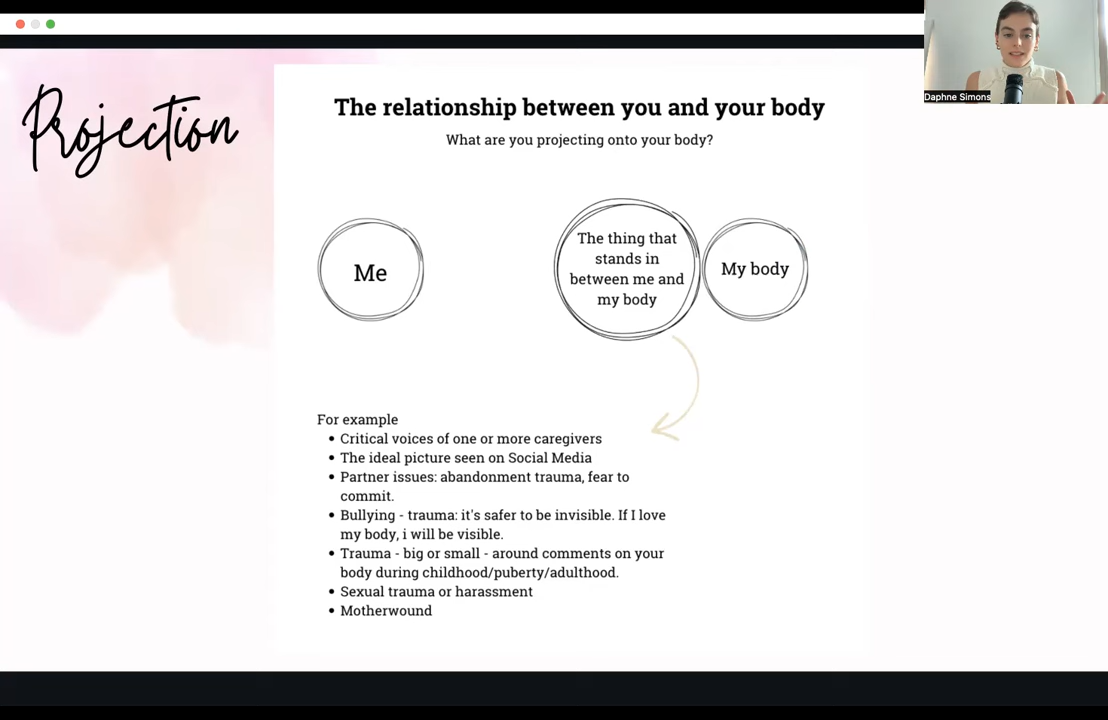 Projection
The relationship between you and your body
What are you projecting onto your body?
Me
The thing that
stands in
between me and
my body
My body
For example
• Critical voices of one or more caregivers
• The ideal picture seen on Social Media
• Partner issues: abandonment trauma, fear to
commit.
• Bullying - trauma: it's safer to be invisible. If I love
my body, i will be visible.
• Trauma - big or small - around comments on your
body during childhood/puberty/adulthood.
• Sexual trauma or harassment
• Motherwound
Daphne Simons